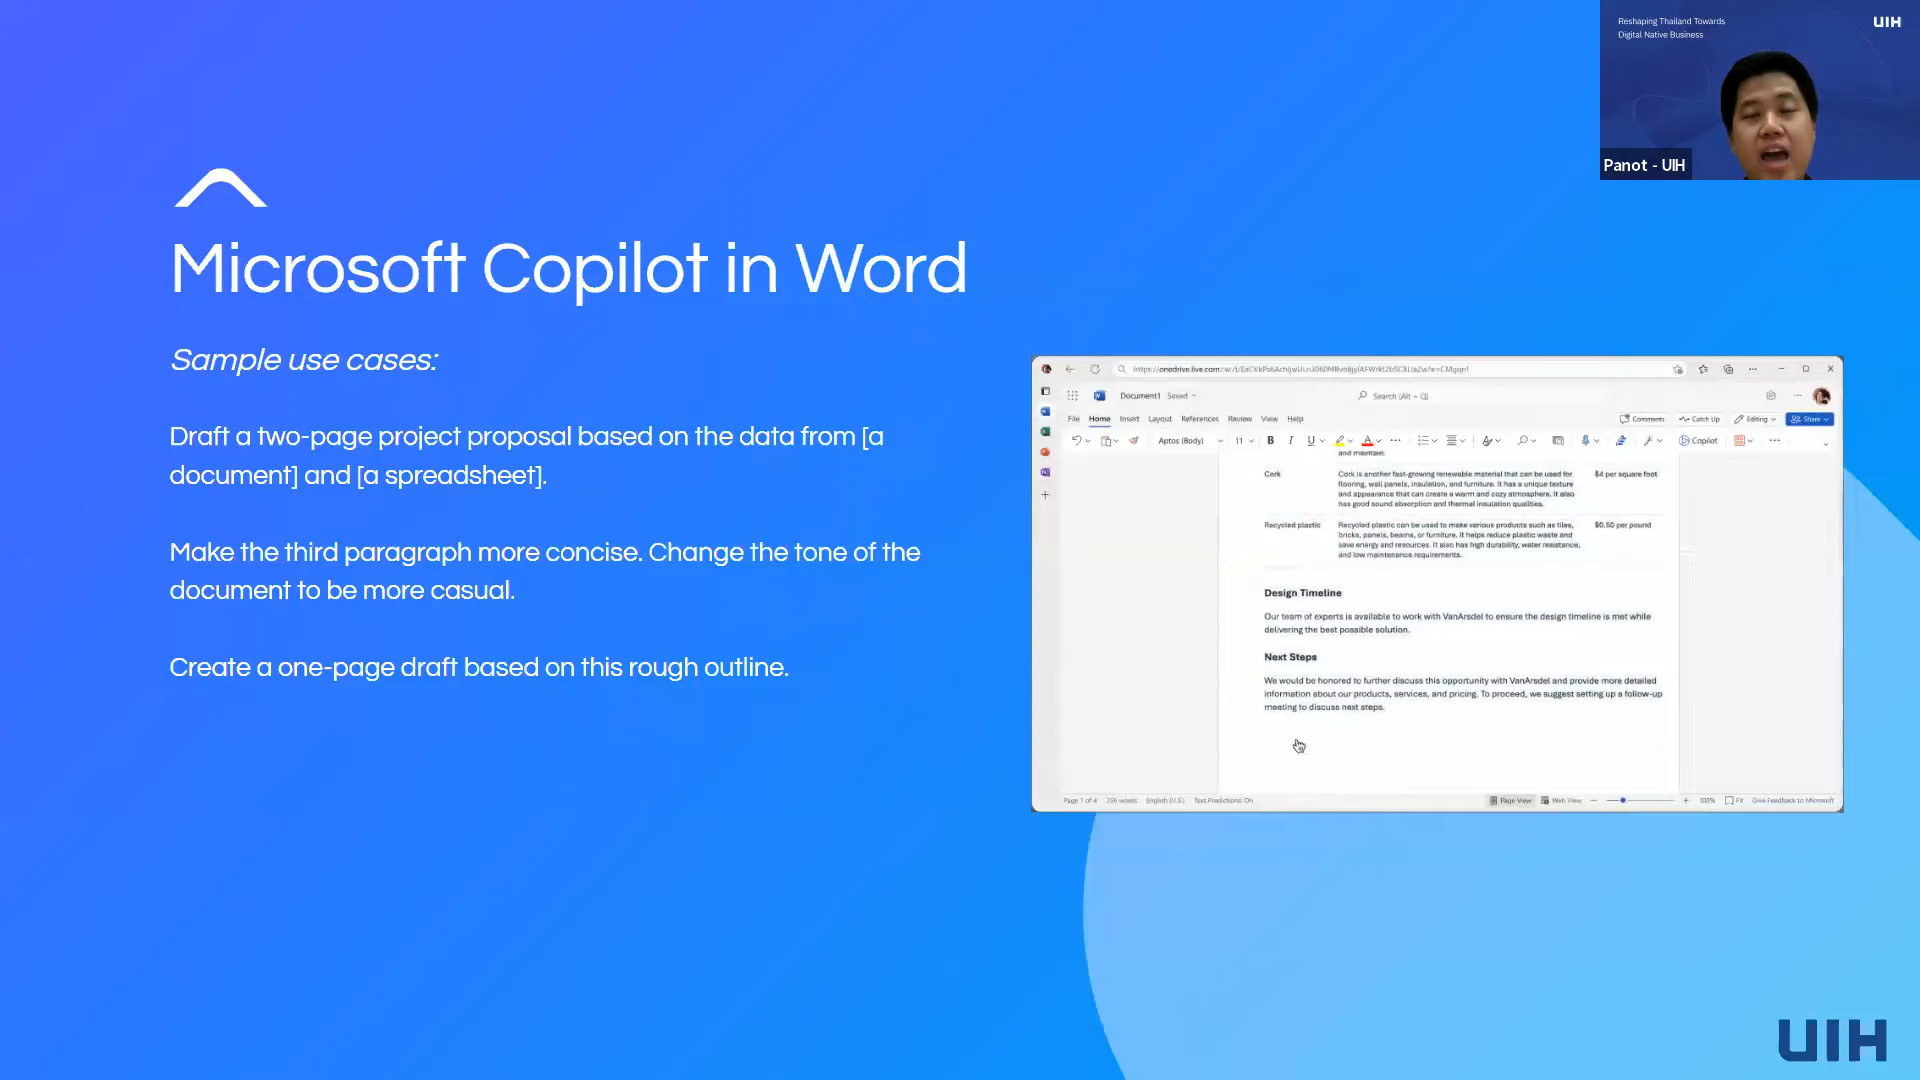 Reshaping Thailand Towards
Digital Native Business
UIH
Panot - UIH
Microsoft Copilot in Word
Sample use cases:
Draft a two-page project proposal based on the data from [a
document] and [a spreadsheet].
Make the third paragraph more concise. Change the tone of the
document to be more casual.
Create a one-page draft based on this rough outline.
Document1 Saved
Search (Alt + Q)
File Home Insert Layout References Review View Help
Comments Catch Up Editing Share
Aptos (Body) 11 B I U A Copilot
and maintain.
Cork
Cork is another fast-growing renewable material that can be used for
flooring, wall panels, insulation, and furniture. It has a unique texture
and appearance that can create a warm and cozy atmosphere. It also
has good sound absorption and thermal insulation qualities.
$4 per square foot
Recycled plastic
Recycled plastic can be used to make various products such as tiles,
bricks, panels, beams, or furniture. It helps reduce plastic waste and
save energy and resources. It also has high durability, water resistance,
and low maintenance requirements.
$0.50 per pound
Design Timeline
Our team of experts is available to work with VanArsdel to ensure the design timeline is met while
delivering the best possible solution.
Next Steps
We would be honored to further discuss this opportunity with VanArsdel and provide more detailed
information about our products, services, and pricing. To proceed, we suggest setting up a follow-up
meeting to discuss next steps.
Page 1 of 4 256 words English (U.S.) Text Predictions: On
Page View Web View 100% Fit Give Feedback to Microsoft
UIH